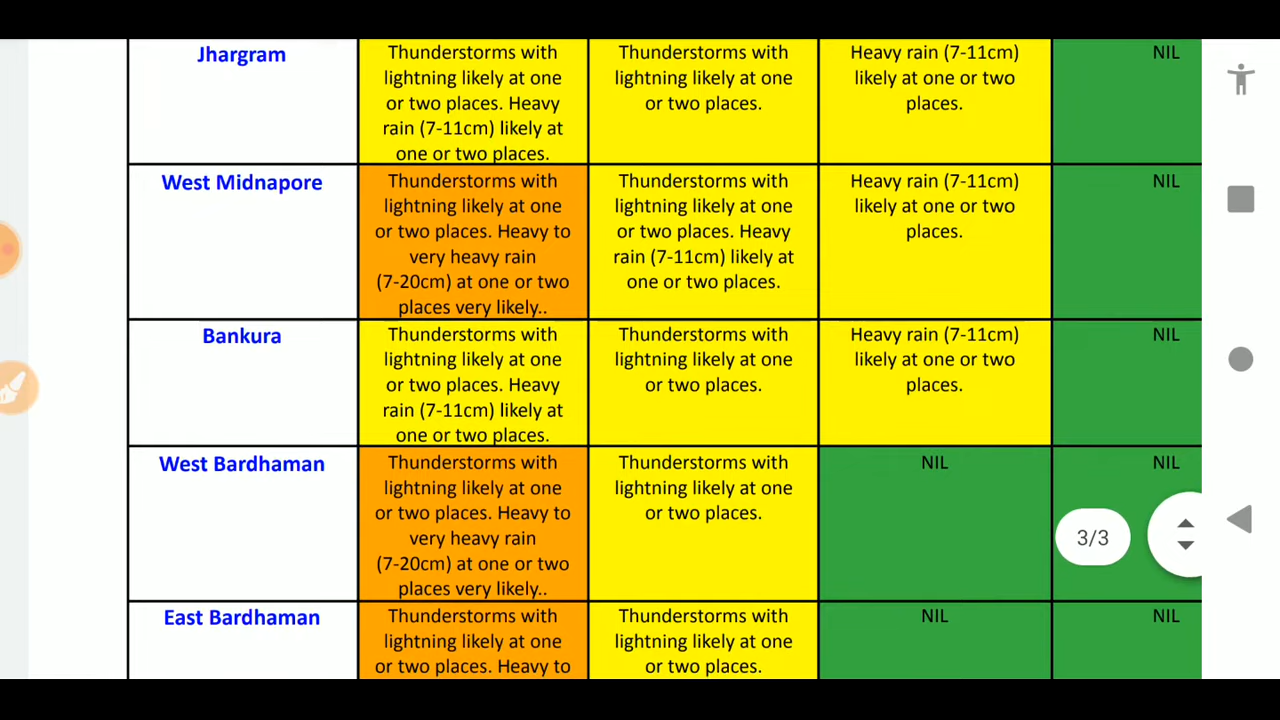 Jhargram
Thunderstorms with
lightning likely at one
or two places. Heavy
rain (7-11cm) likely at
one or two places.
Thunderstorms with
lightning likely at one
or two places.
Heavy rain (7-11cm)
likely at one or two
places.
NIL
West Midnapore
Thunderstorms with
lightning likely at one
or two places. Heavy to
very heavy rain
(7-20cm) at one or two
places very likely..
Thunderstorms with
lightning likely at one
or two places. Heavy
rain (7-11cm) likely at
one or two places.
Heavy rain (7-11cm)
likely at one or two
places.
NIL
Bankura
Thunderstorms with
lightning likely at one
or two places. Heavy
rain (7-11cm) likely at
one or two places.
Thunderstorms with
lightning likely at one
or two places.
Heavy rain (7-11cm)
likely at one or two
places.
NIL
West Bardhaman
Thunderstorms with
lightning likely at one
or two places. Heavy to
very heavy rain
(7-20cm) at one or two
places very likely..
Thunderstorms with
lightning likely at one
or two places.
NIL
NIL
3/3
East Bardhaman
Thunderstorms with
lightning likely at one
or two places. Heavy to
Thunderstorms with
lightning likely at one
or two places.
NIL
NIL